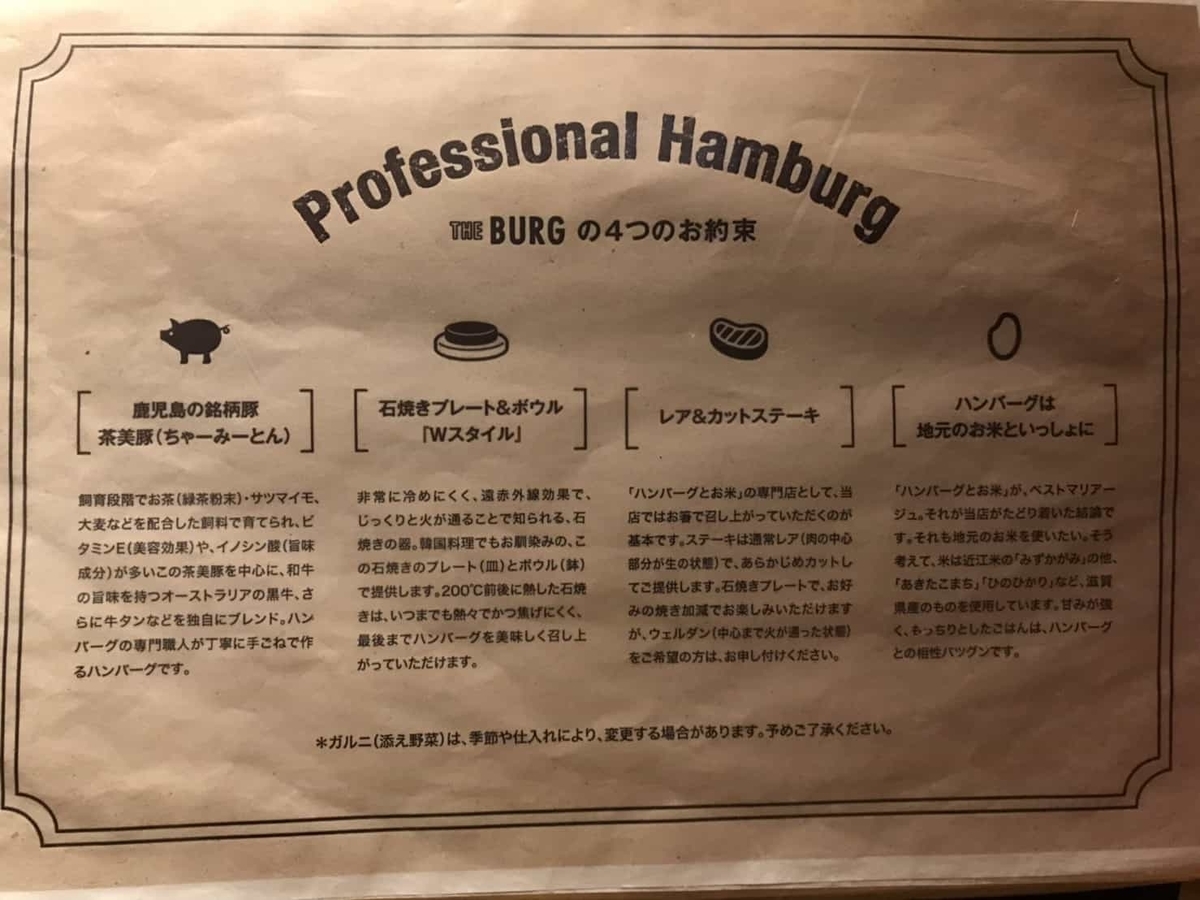 Professional Hamburg
THE BURG の4つのお約束
鹿児島の銘柄豚
茶美豚(ちゃーみーとん)
飼育段階でお茶(緑茶粉末)・サツマイモ、
大麦などを配合した飼料で育てられ、ビ
タミンE(美容効果)や、イノシン酸(旨味
成分)が多いこの茶美豚を中心に、和牛
の旨味を持つオーストラリアの黒牛、さ
らに牛タンなどを独自にブレンド。ハン
バーグの専門職人が丁寧に手ごねで作
るハンバーグです。
石焼きプレート&ボウル
「Wスタイル」
非常に冷めにくく、遠赤外線効果で、
じっくりと火が通ることで知られる、石
焼きの器。韓国料理でもお馴染みの、こ
の石焼きのプレート(皿)とボウル(鉢)
で提供します。200℃前後に熱した石焼
きは、いつまでも熱々でかつ焦げにくく、
最後までハンバーグを美味しく召し上
がっていただけます。
レア&カットステーキ
「ハンバーグとお米」の専門店として、当
店ではお箸で召し上がっていただくのが
基本です。ステーキは通常レア(肉の中心
部分が生の状態)で、あらかじめカットし
てご提供します。石焼きプレートで、お好
みの焼き加減でお楽しみいただけます
が、ウェルダン(中心まで火が通った状態)
をご希望の方は、お申し付けください。
ハンバーグは
地元のお米といっしょに
「ハンバーグとお米」が、ベストマリアー
ジュ。それが当店がたどり着いた結論で
す。それも地元のお米を使いたい。そう
考えて、米は近江米の「みずかがみ」の他、
「あきたこまち」「ひのひかり」など、滋賀
県産のものを使用しています。甘みが強
く、もっちりとしたごはんは、ハンバーグ
との相性バツグンです。
＊ガルニ(添え野菜)は、季節や仕入れにより、変更する場合があります。予めご了承ください。